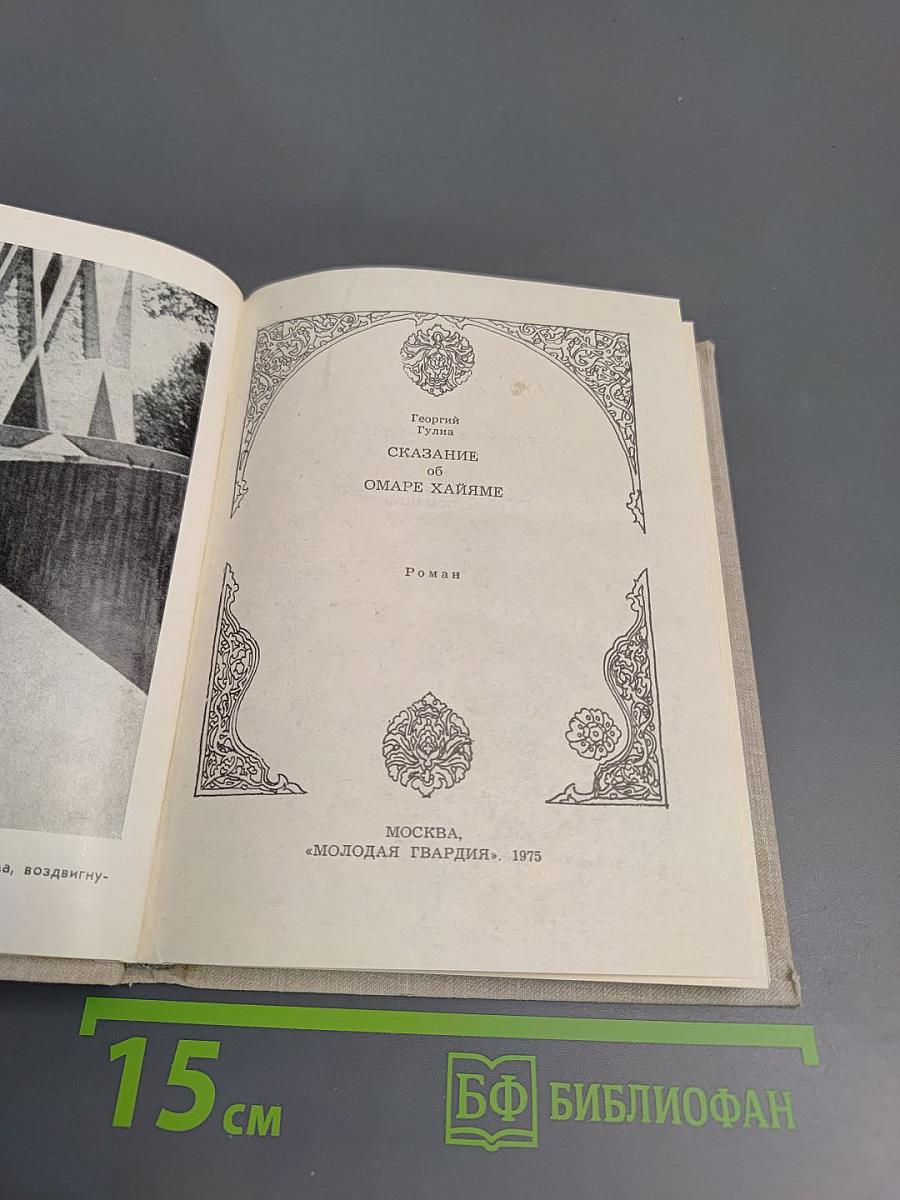 Георгий
Гулиа
СКАЗАНИЕ
об
ОМАРЕ ХАЙЯМЕ
Роман
МОСКВА,
«МОЛОДАЯ ГВАРДИЯ». 1975
воздвигну-
15 см
БФ БИБЛИОФАН